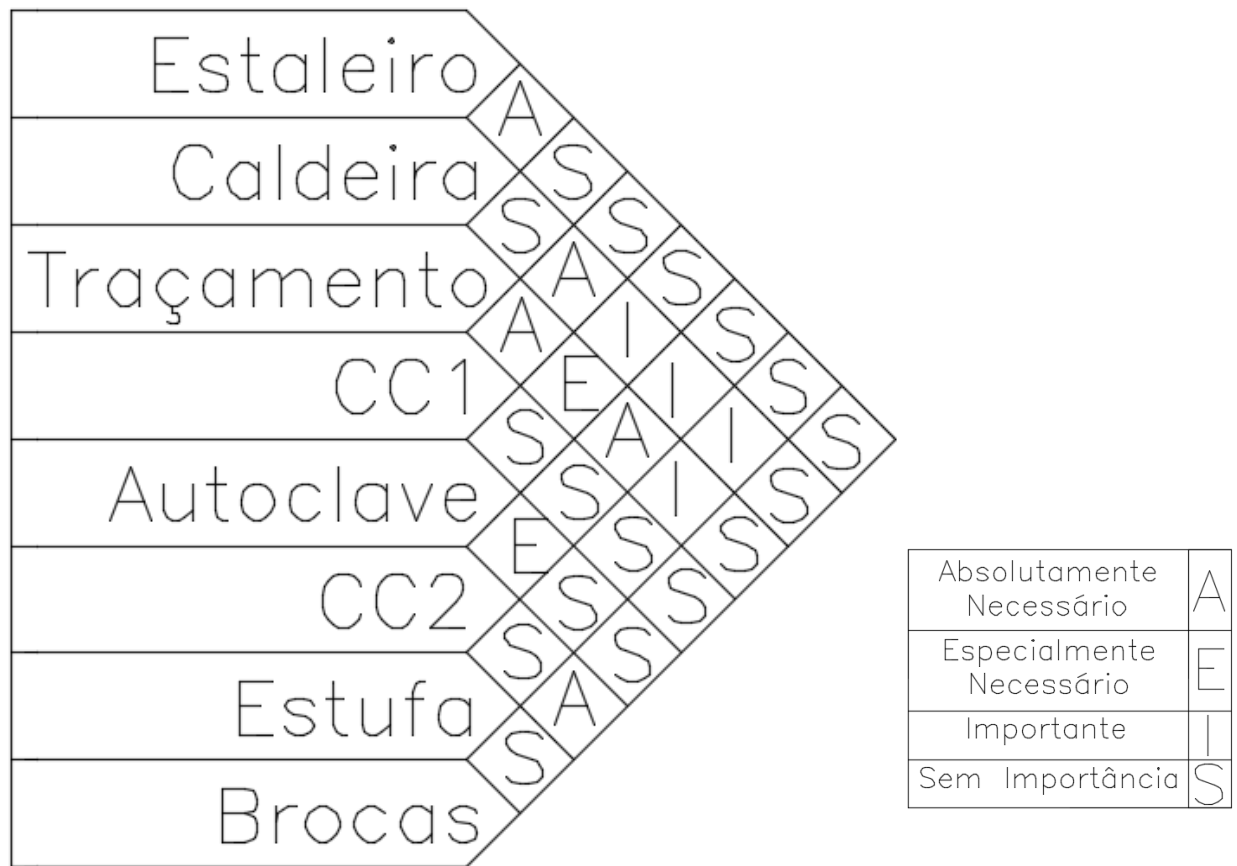 Estaleiro
A
Caldeira S
S S
Traçamento A S
A I S
CC1 E I S
S A I S
Autoclave S I S
E S S
CC2 S S
S S
Estufa A
S
Brocas
Absolutamente
Necessário A
Especialmente
Necessário E
Importante I
Sem Importância S